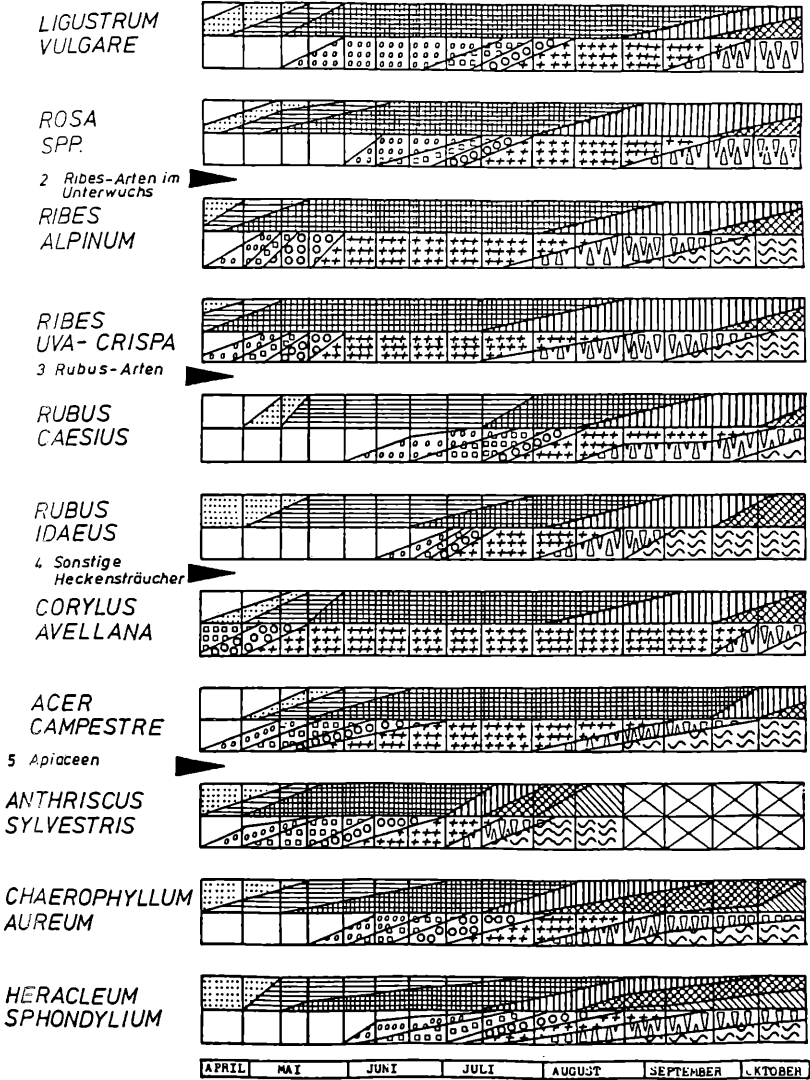 LIGUSTRUM
VULGARE
ROSA
SPP.
2 Ribes-Arten im
Unterwuchs
RIBES
ALPINUM
RIBES
UVA-CRISPA
3 Rubus-Arten
RUBUS
CAESIUS
RUBUS
IDAEUS
4 Sonstige
Heckensträucher
CORYLUS
AVELLANA
ACER
CAMPESTRE
5 Apiaceen
ANTHRISCUS
SYLVESTRIS
CHAEROPHYLLUM
AUREUM
HERACLEUM
SPHONDYLIUM
APRIL MAI JUNI JULI AUGUST SEPTEMBER OKTOBER